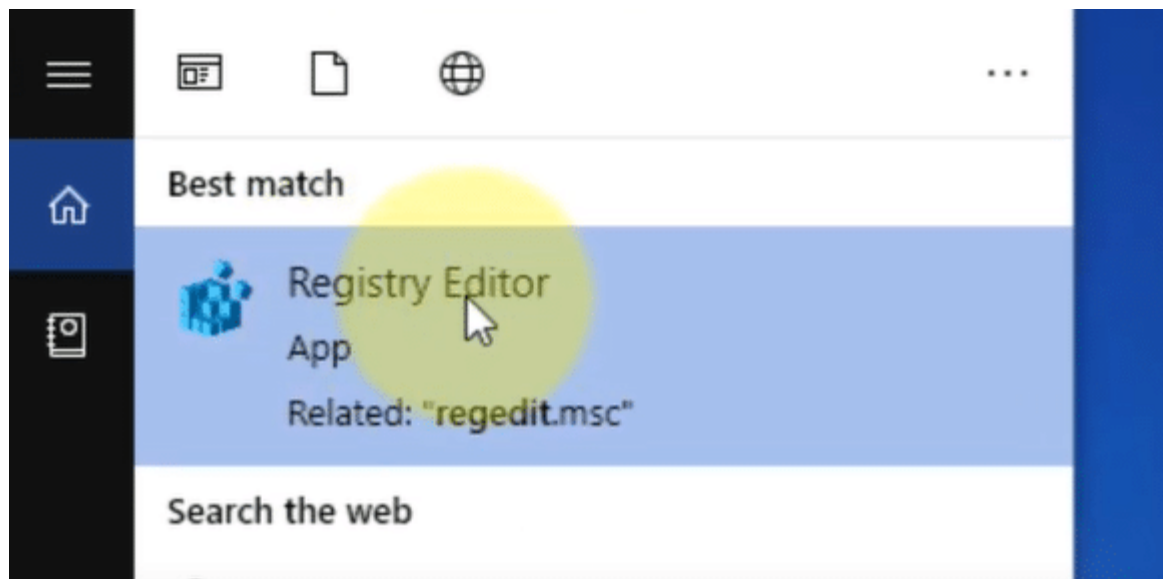 Best match
Registry Editor
App
Related: "regedit.msc"
Search the web